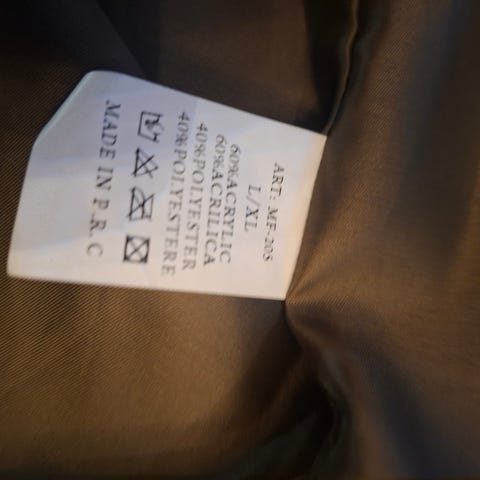 ART: MF-205
L/XL
60%ACRYLIC
60%ACRILICA
40%POLYESTER
40%POLYESTERE
MADE IN P.R.C